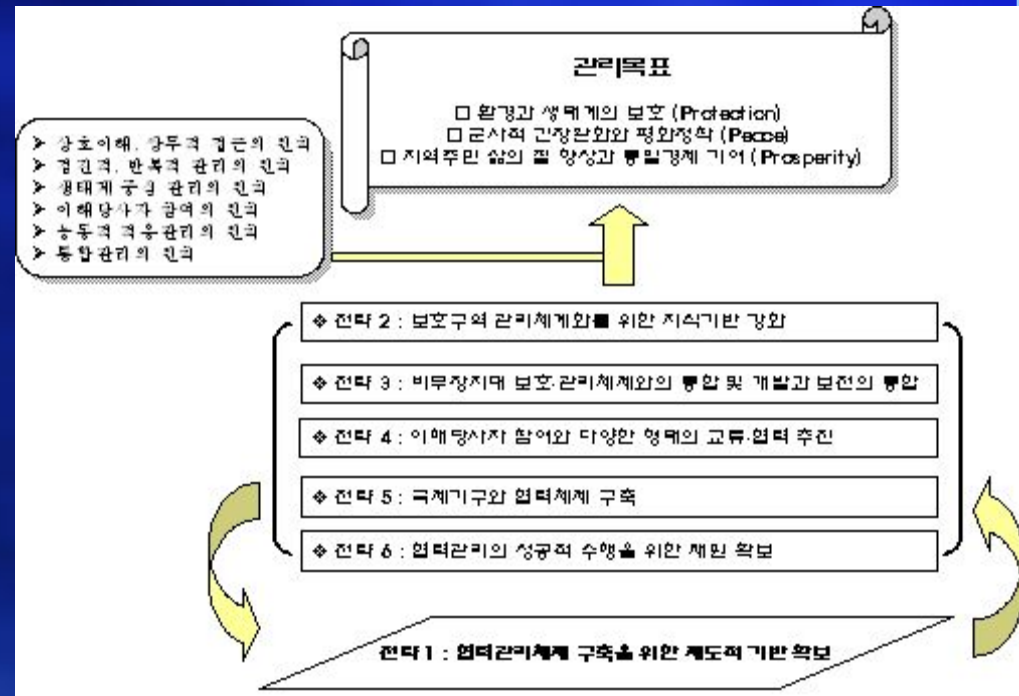 관리목표
□ 환경과 생태계의 보호 (Protection)
□ 군사적 긴장완화와 평화정착 (Peace)
□ 지역주민 삶의 질 향상과 통일경제 기여 (Prosperity)
➢ 상호이해, 상두적 접근의 원칙
➢ 점진적, 반복적 관리의 원칙
➢ 생태계 중심 관리의 원칙
➢ 이해당사자 참여의 원칙
➢ 능동적 적응관리의 원칙
➢ 통합관리의 원칙
❖ 전략 2 : 보호구역 관리체계화를 위한 지식기반 강화
❖ 전략 3 : 비무장지대 보호·관리체제와의 통합 및 개발과 보전의 통합
❖ 전략 4 : 이해당사자 참여와 다양한 형태의 교류·협력 추진
❖ 전략 5 : 국제기구와 협력체제 구축
❖ 전략 6 : 협력관리의 성공적 수행을 위한 재원 확보
전략 1 : 협력관리체제 구축을 위한 제도적 기반 확보